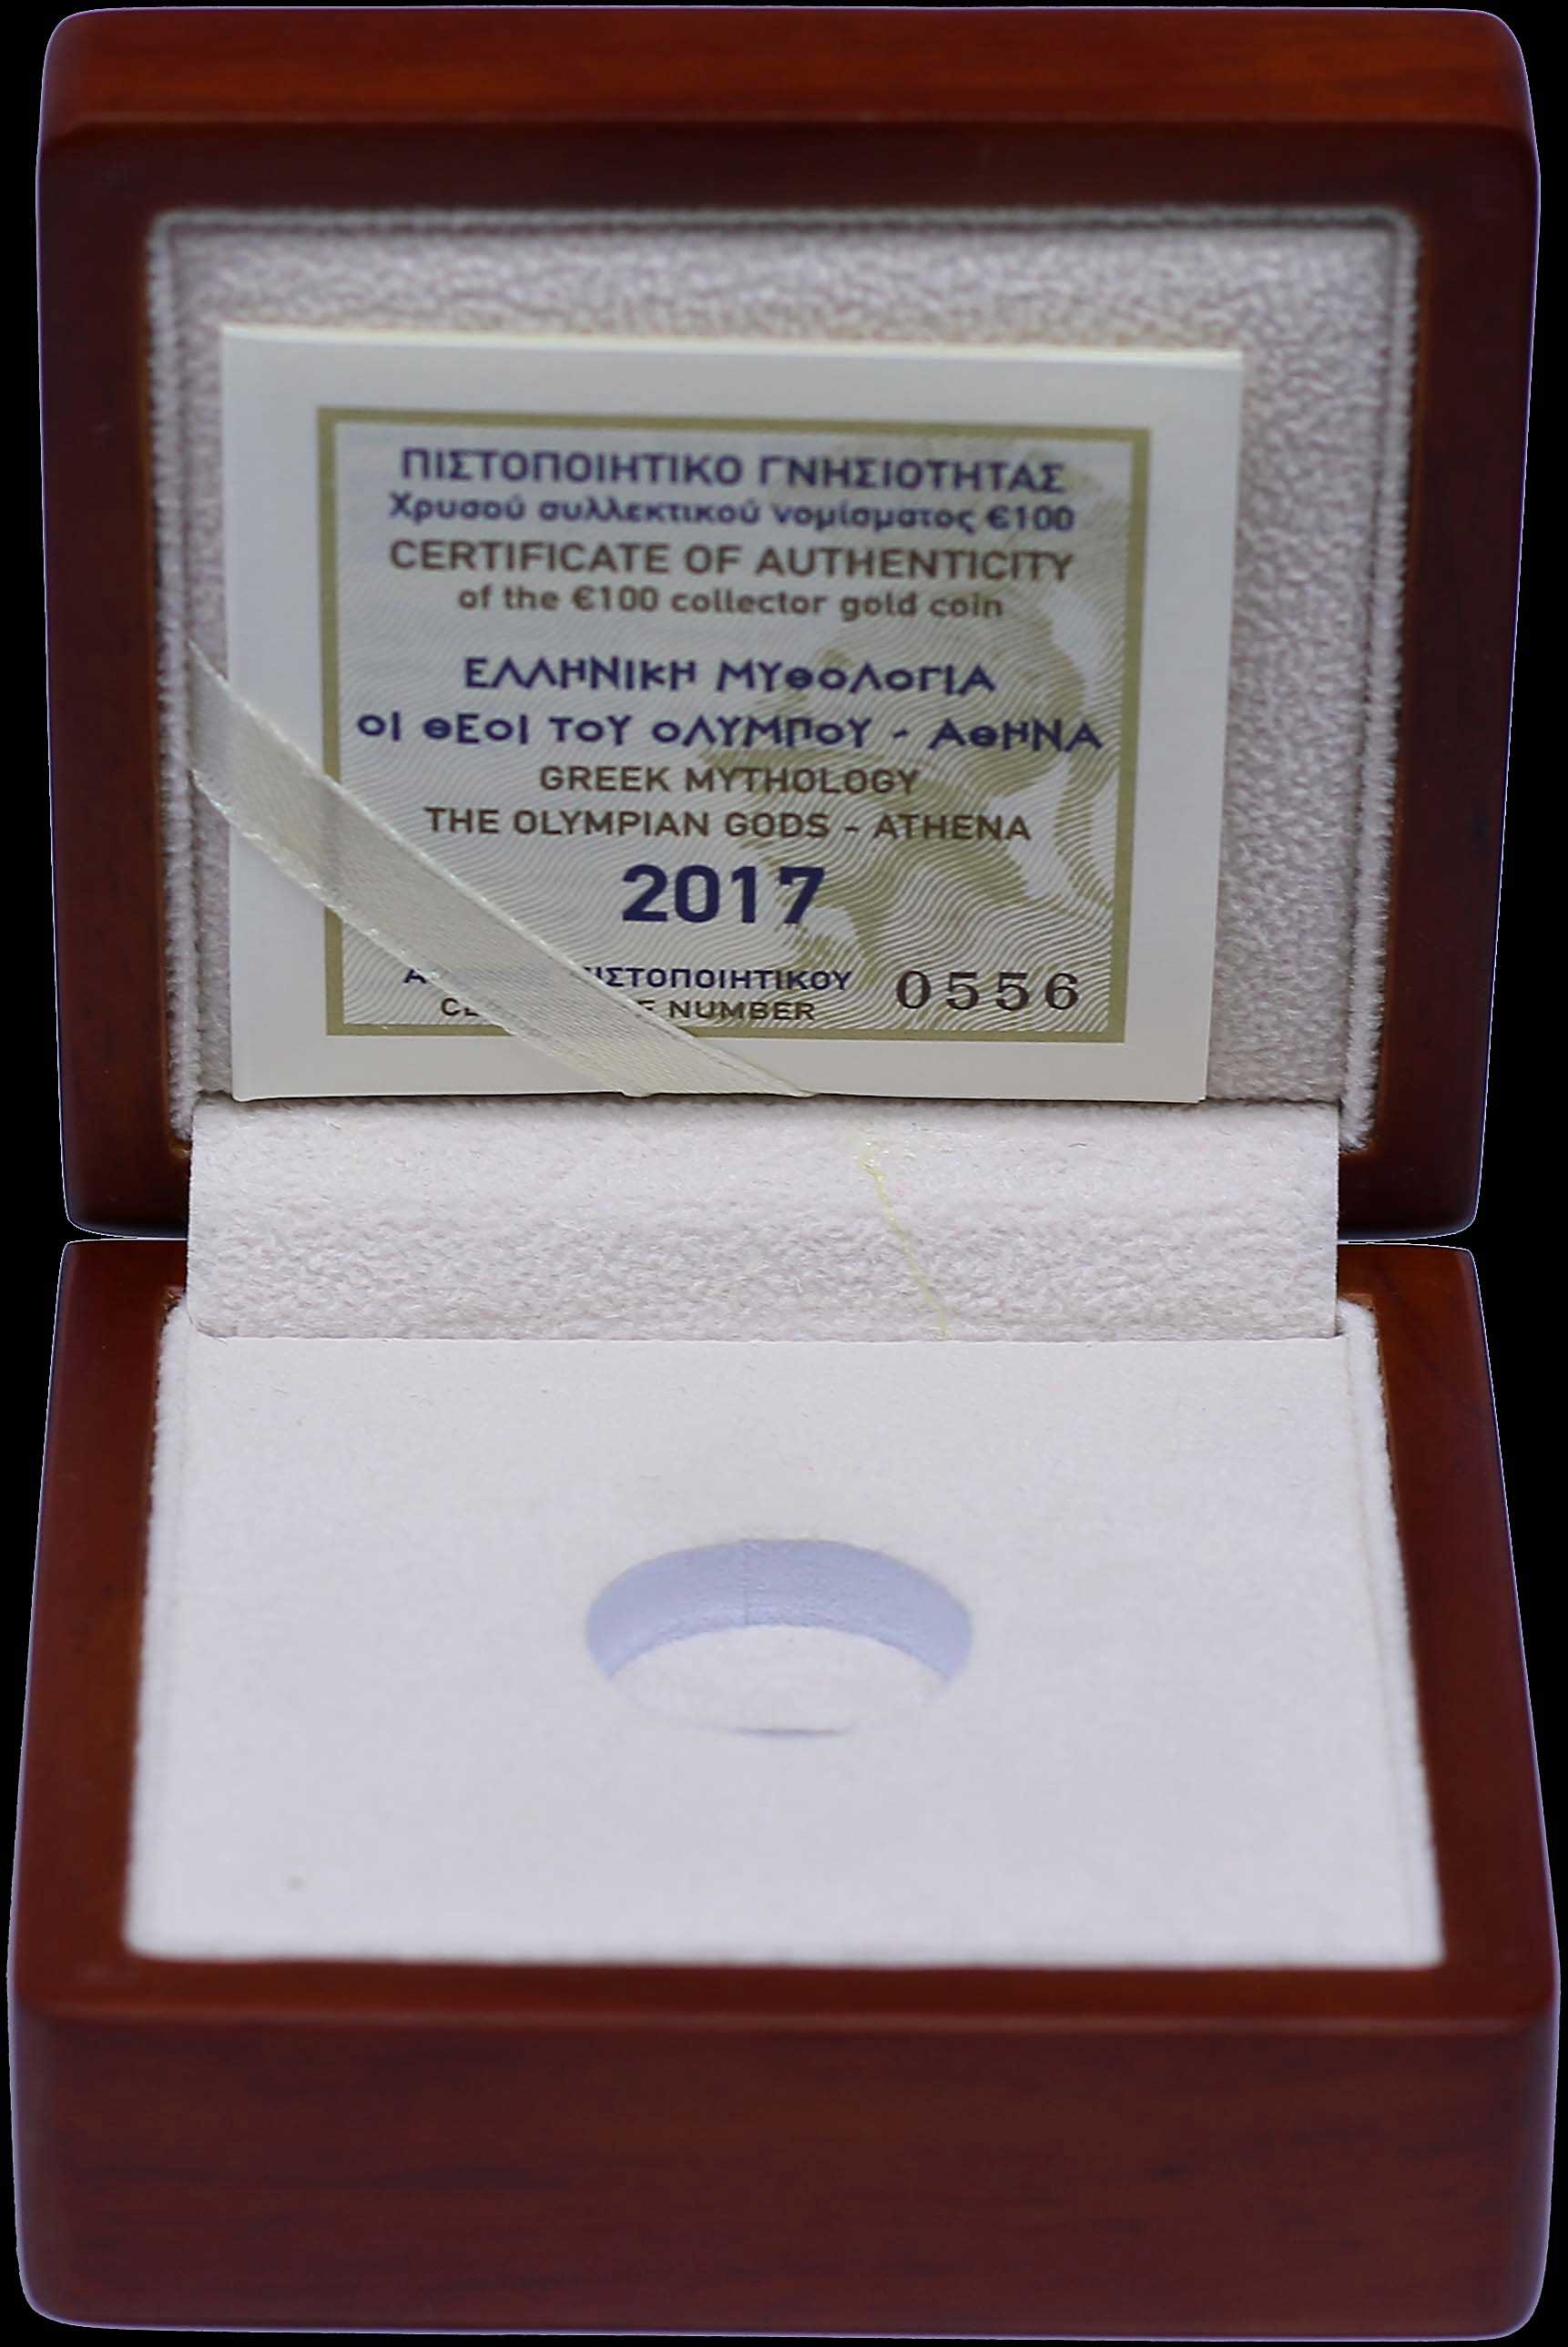 ΠΙΣΤΟΠΟΙΗΤΙΚΟ ΓΝΗΣΙΟΤΗΤΑΣ
Χρυσού συλλεκτικού νομίσματος €100
CERTIFICATE OF AUTHENTICITY
of the €100 collector gold coin
ΕΛΛΗΝΙΚΗ ΜΥΘΟΛΟΓΙΑ
ΟΙ ΘΕΟΙ ΤΟΥ ΟΛΥΜΠΟΥ - ΑΘΗΝΑ
GREEK MYTHOLOGY
THE OLYMPIAN GODS - ATHENA
2017
0556
NUMBER